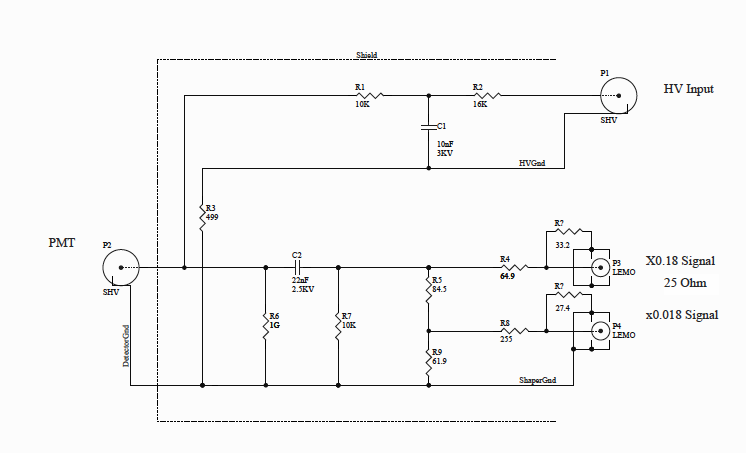 Shield
P1
R1
R2
HV Input
10K
16K
SHV
C1
10nF
3KV
HVGnd
R3
499
R?
PMT
P2
33.2
C2
R4
P3
X0.18 Signal
LEMO
22nF
2.5KV
64.9
R5
84.5
R?
25 Ohm
SHV
27.4
R6
1G
R7
10K
R8
P4
x0.018 Signal
255
LEMO
DetectorGnd
R9
61.9
ShaperGnd